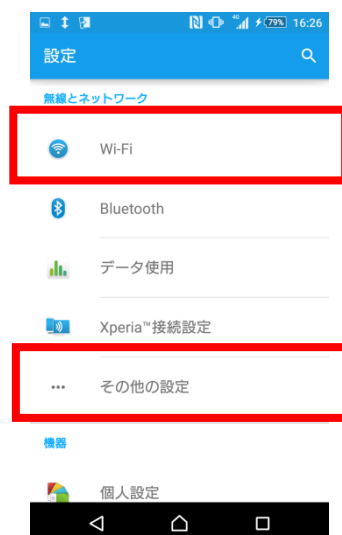 4G 79% 16:26
設定
無線とネットワーク
Wi-Fi
Bluetooth
データ使用
Xperia™接続設定
その他の設定
機器
個人設定